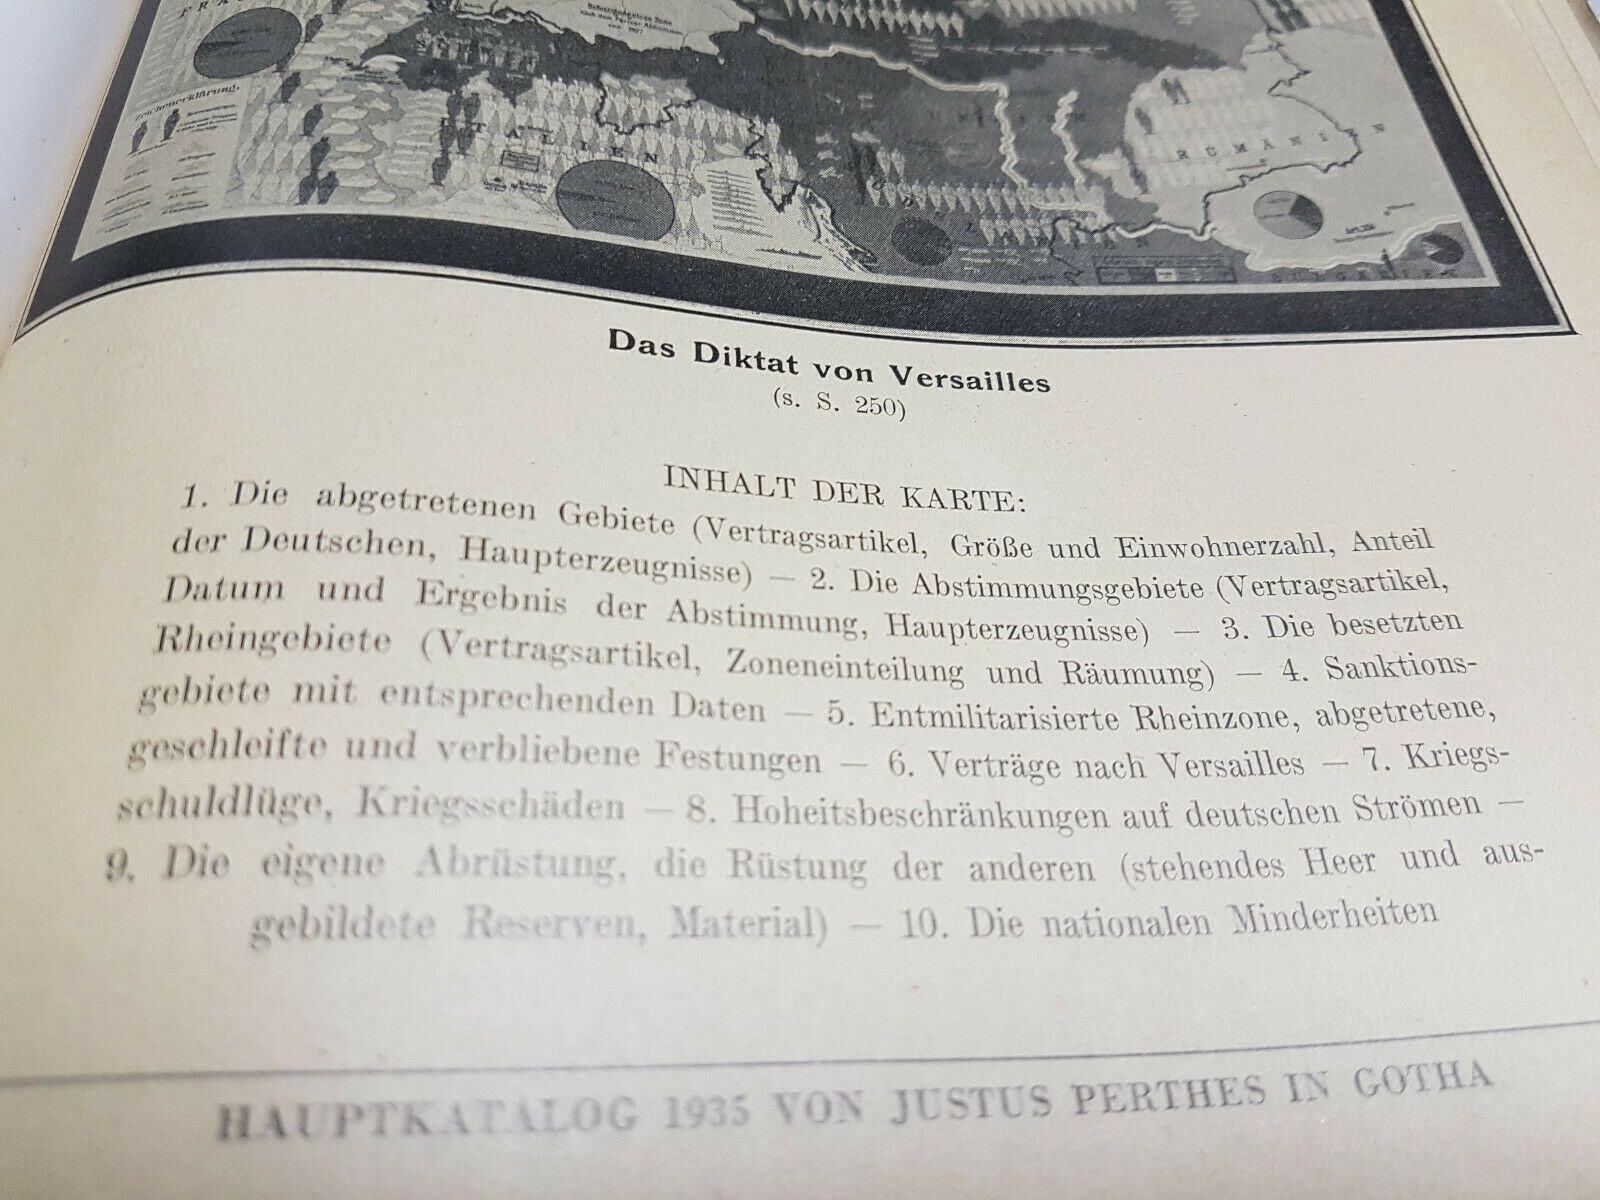 Zeichenerklärung:
ITALIEN
RUMÄNIEN
Das Diktat von Versailles
(s. S. 250)
INHALT DER KARTE:
1. Die abgetretenen Gebiete (Vertragsartikel, Größe und Einwohnerzahl, Anteil
der Deutschen, Haupterzeugnisse) — 2. Die Abstimmungsgebiete (Vertragsartikel,
Datum und Ergebnis der Abstimmung, Haupterzeugnisse) — 3. Die besetzten
Rheingebiete (Vertragsartikel, Zoneneinteilung und Räumung) — 4. Sanktions-
gebiete mit entsprechenden Daten — 5. Entmilitarisierte Rheinzone, abgetretene,
geschleifte und verbliebene Festungen — 6. Verträge nach Versailles — 7. Kriegs-
schuldlüge, Kriegsschäden — 8. Hoheitsbeschränkungen auf deutschen Strömen —
9. Die eigene Abrüstung, die Rüstung der anderen (stehendes Heer und aus-
gebildete Reserven, Material) — 10. Die nationalen Minderheiten
HAUPTKATALOG 1935 VON JUSTUS PERTHES IN GOTHA